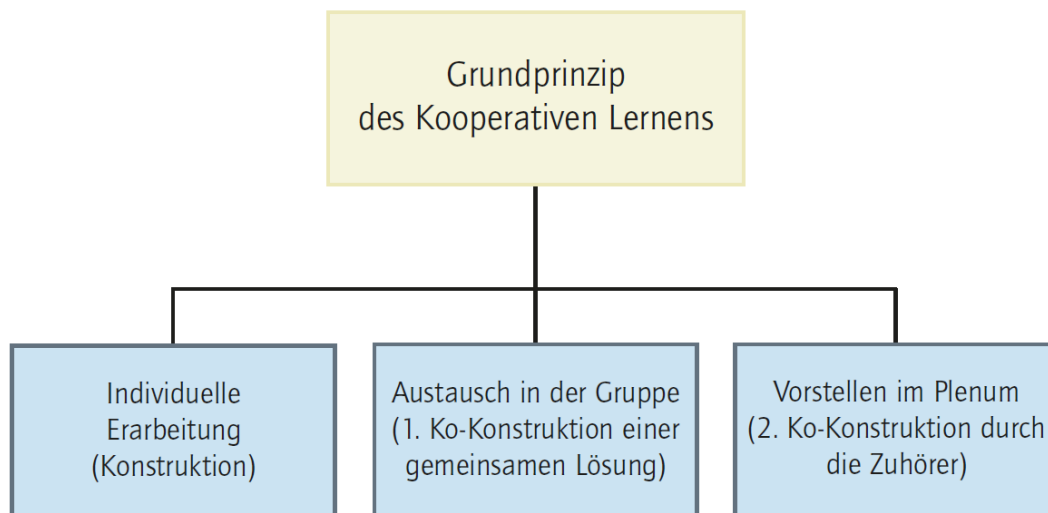 Grundprinzip
des Kooperativen Lernens
Individuelle
Erarbeitung
(Konstruktion)
Austausch in der Gruppe
(1. Ko-Konstruktion einer
gemeinsamen Lösung)
Vorstellen im Plenum
(2. Ko-Konstruktion durch
die Zuhörer)